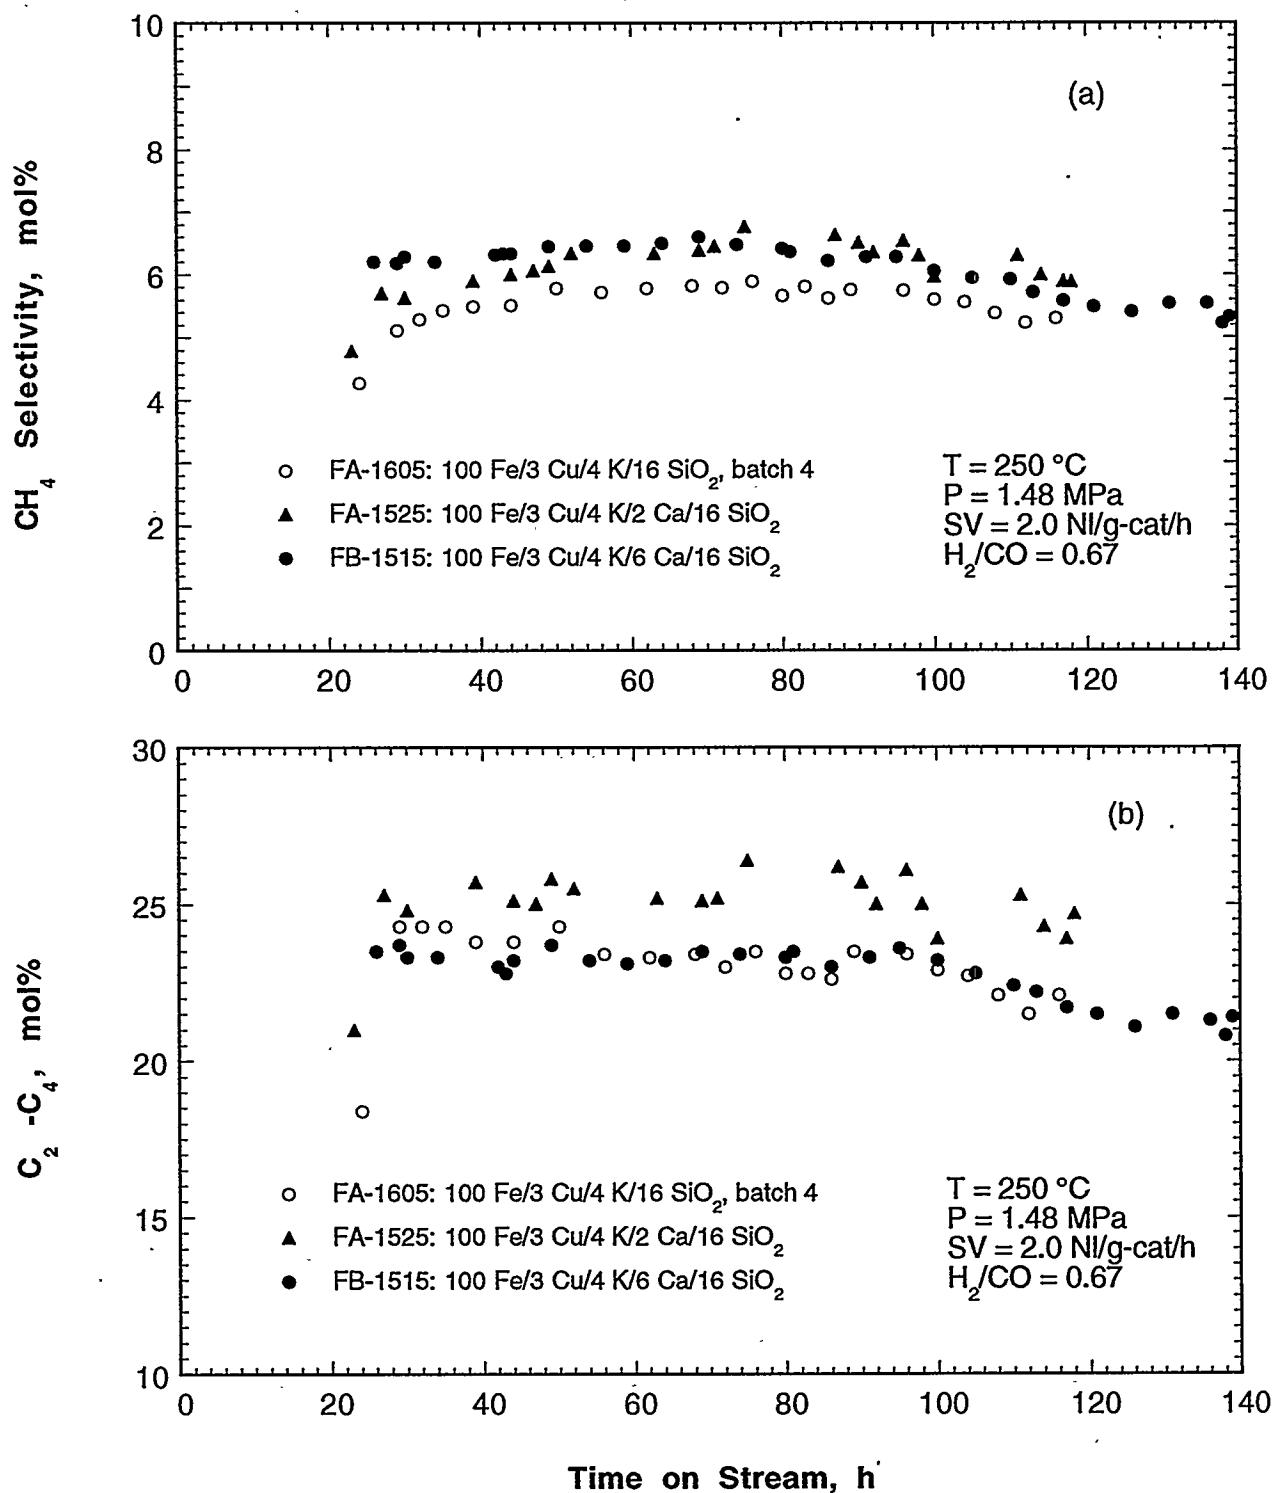 10
(a)
8
6
4
2
0
CH4 Selectivity, mol%
FA-1605: 100 Fe/3 Cu/4 K/16 SiO2, batch 4
FA-1525: 100 Fe/3 Cu/4 K/2 Ca/16 SiO2
FB-1515: 100 Fe/3 Cu/4 K/6 Ca/16 SiO2
T = 250 °C
P = 1.48 MPa
SV = 2.0 Nl/g-cat/h
H2/CO = 0.67
0 20 40 60 80 100 120 140
30
(b)
25
20
15
10
C2 -C4, mol%
FA-1605: 100 Fe/3 Cu/4 K/16 SiO2, batch 4
FA-1525: 100 Fe/3 Cu/4 K/2 Ca/16 SiO2
FB-1515: 100 Fe/3 Cu/4 K/6 Ca/16 SiO2
T = 250 °C
P = 1.48 MPa
SV = 2.0 Nl/g-cat/h
H2/CO = 0.67
0 20 40 60 80 100 120 140
Time on Stream, h